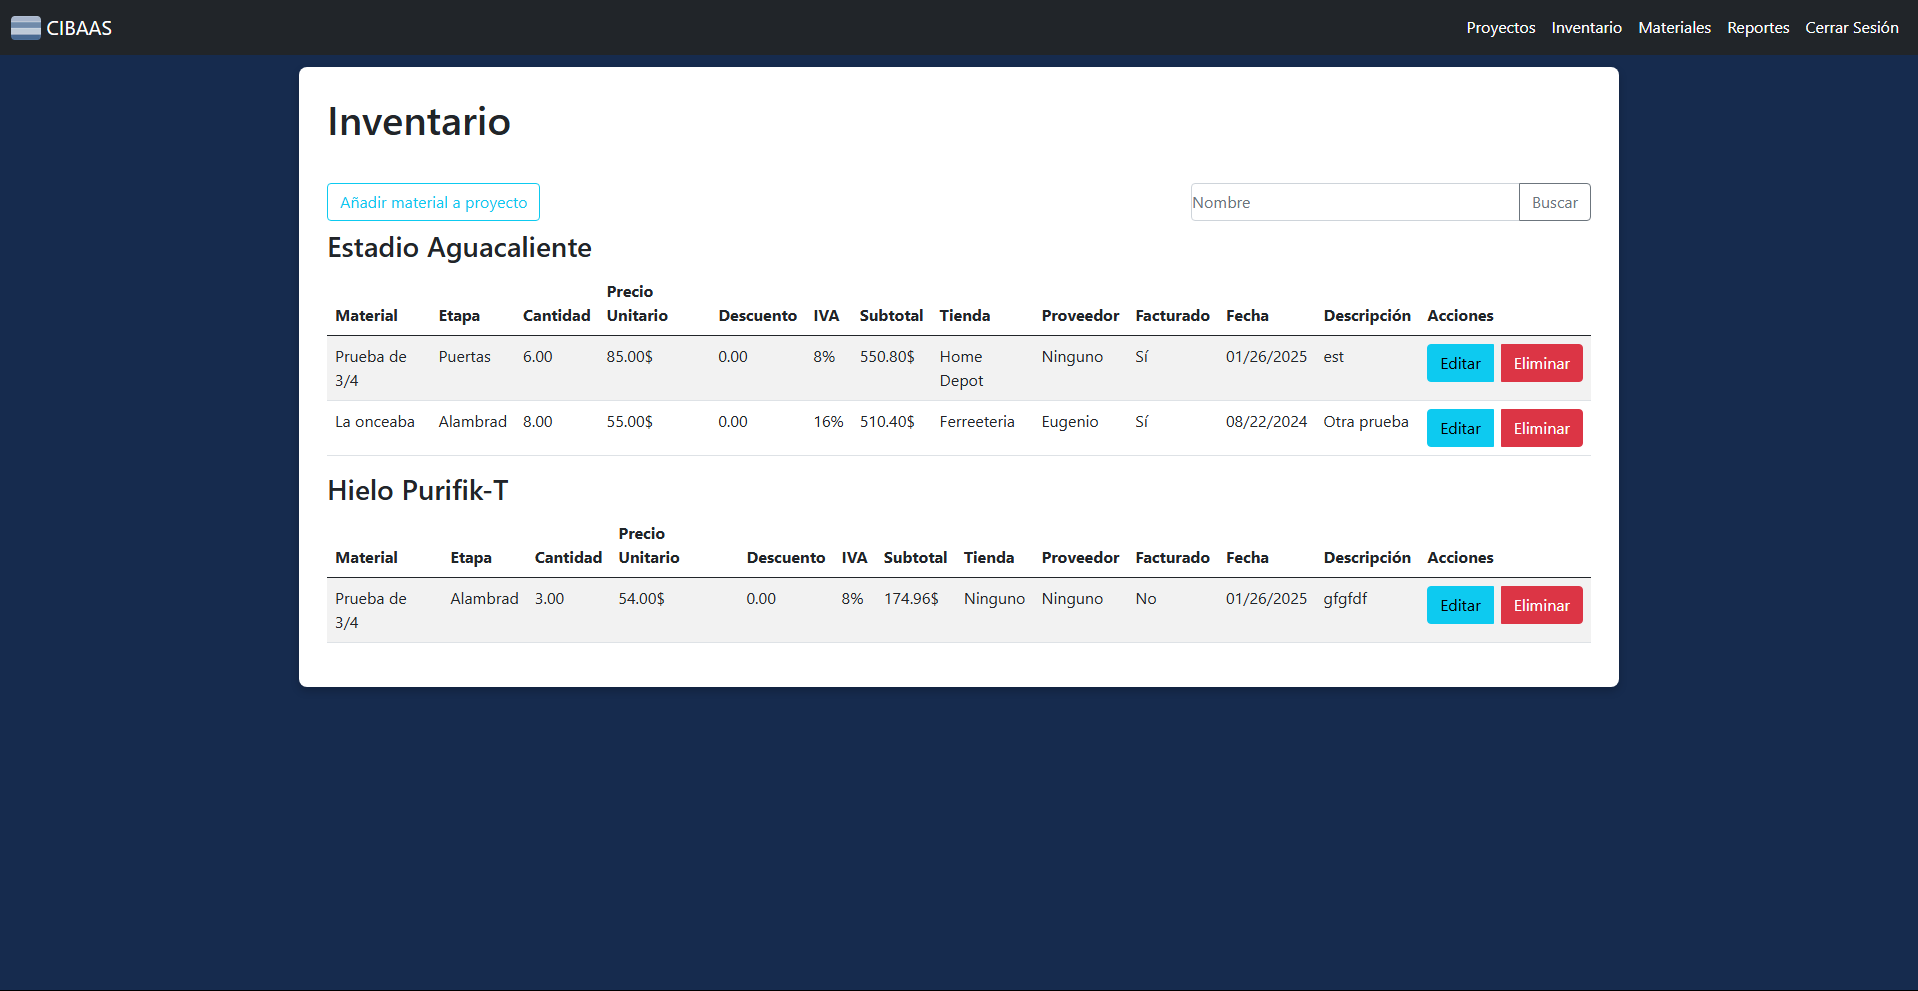 CIBAAS Proyectos Inventario Materiales Reportes Cerrar Sesión
Inventario
Añadir material a proyecto Nombre Buscar
Estadio Aguacaliente
Material Etapa Cantidad Precio Unitario Descuento IVA Subtotal Tienda Proveedor Facturado Fecha Descripción Acciones
Prueba de 3/4 Puertas 6.00 85.00$ 0.00 8% 550.80$ Home Depot Ninguno Sí 01/26/2025 est Editar Eliminar
La onceaba Alambrad 8.00 55.00$ 0.00 16% 510.40$ Ferreeteria Eugenio Sí 08/22/2024 Otra prueba Editar Eliminar
Hielo Purifik-T
Material Etapa Cantidad Precio Unitario Descuento IVA Subtotal Tienda Proveedor Facturado Fecha Descripción Acciones
Prueba de 3/4 Alambrad 3.00 54.00$ 0.00 8% 174.96$ Ninguno Ninguno No 01/26/2025 gfgfdf Editar Eliminar